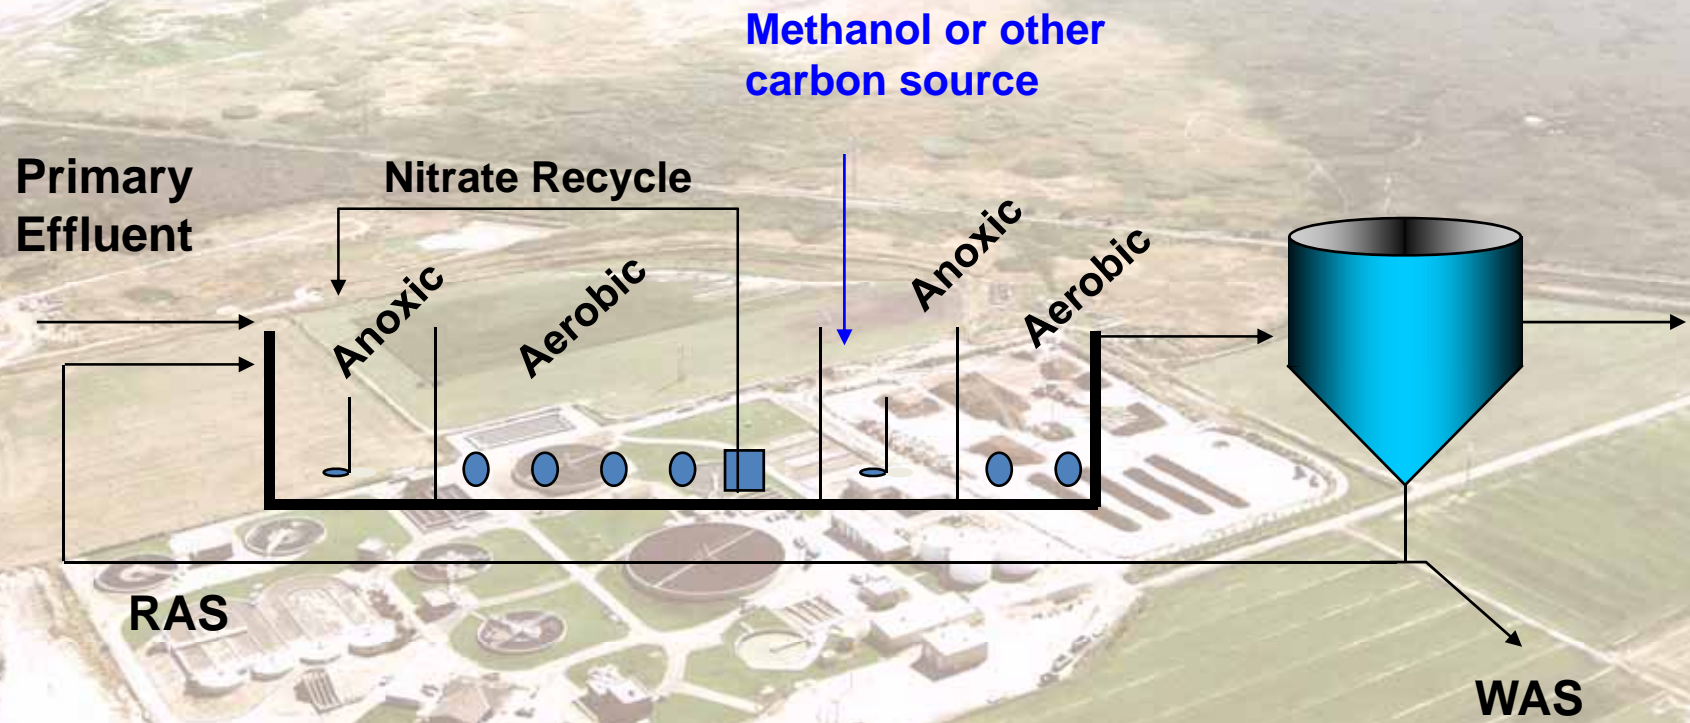 Methanol or other
carbon source
Primary
Effluent
Nitrate Recycle
Anoxic
Aerobic
Anoxic
Aerobic
RAS
WAS